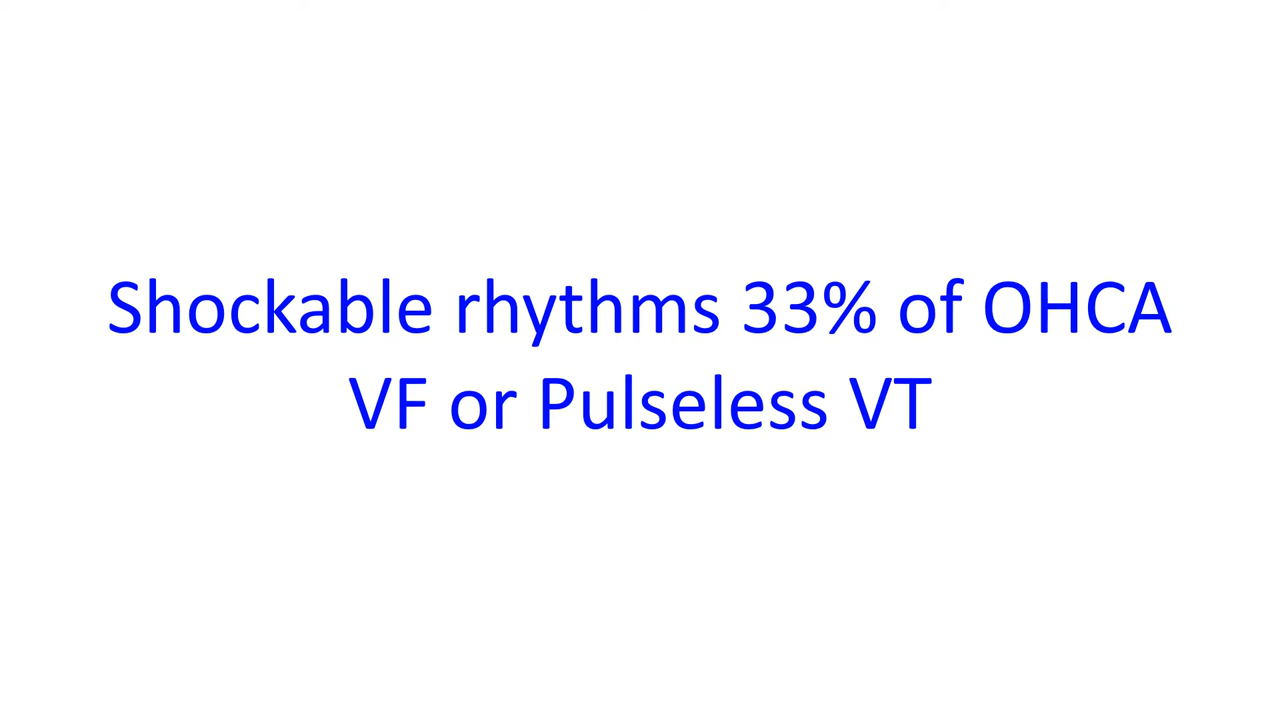 Shockable rhythms 33% of OHCA
VF or Pulseless VT